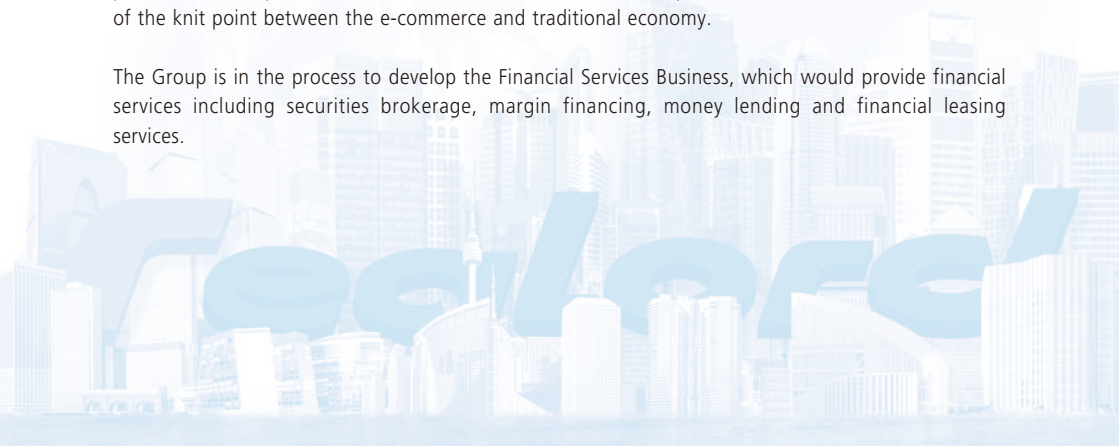 of the knit point between the e-commerce and traditional economy.
The Group is in the process to develop the Financial Services Business, which would provide financial
services including securities brokerage, margin financing, money lending and financial leasing
services.
Realord